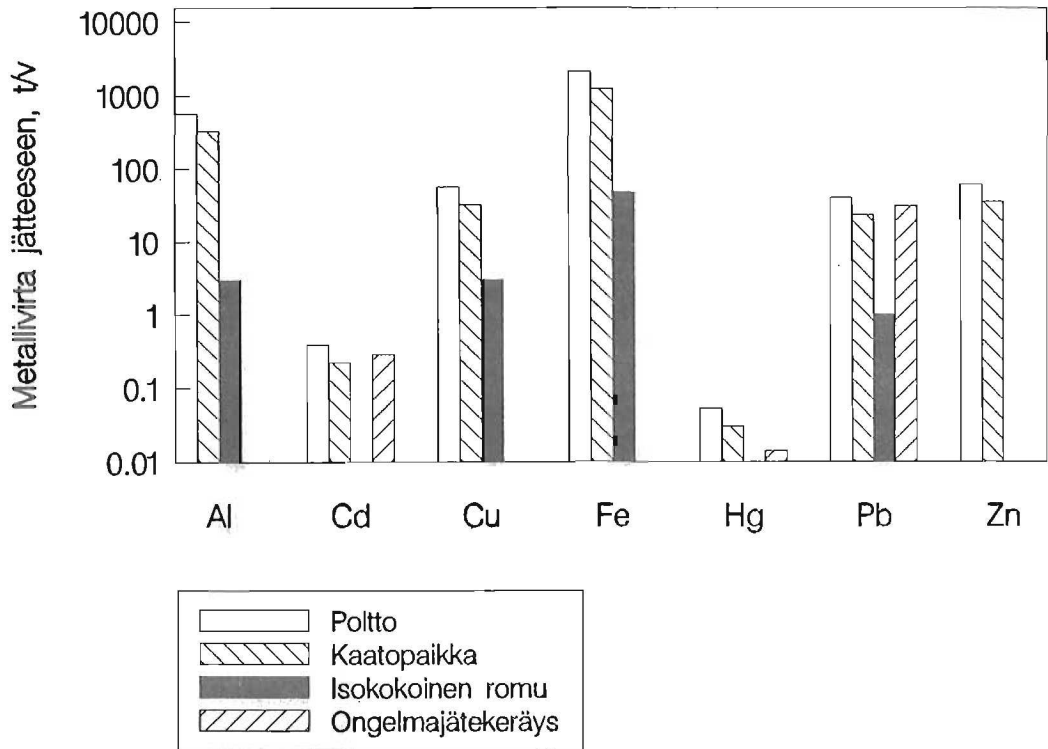 Metallivirta jätteeseen, t/v
10000
1000
100
10
1
0.1
0.01
Al Cd Cu Fe Hg Pb Zn
Poltto
Kaatopaikka
Isokokoinen romu
Ongelmajätekeräys